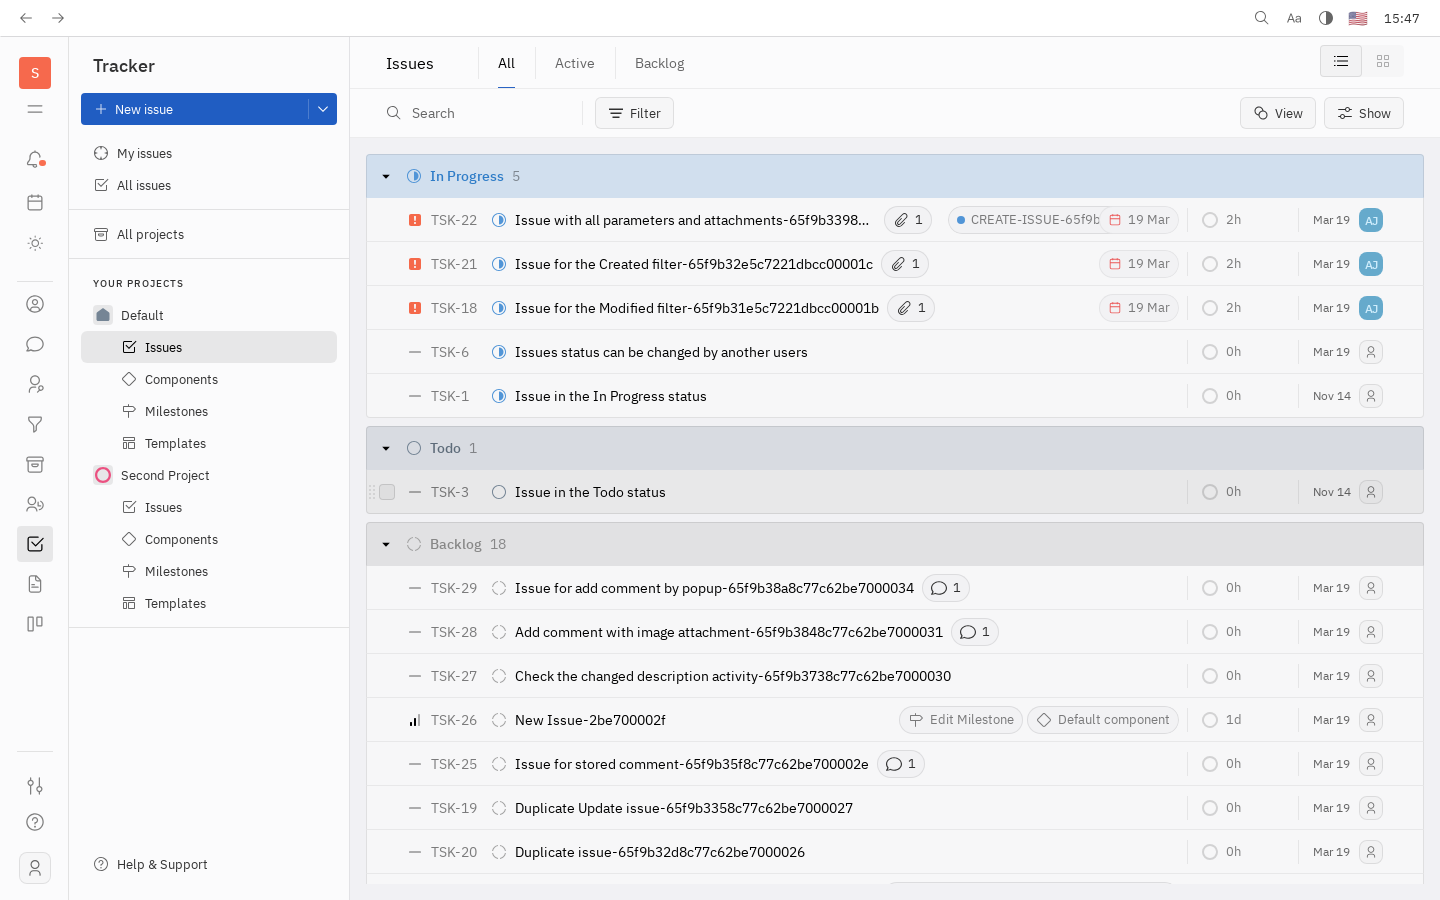 Aa 15:47
S
Tracker
New issue
My issues
All issues
All projects
YOUR PROJECTS
Default
Issues
Components
Milestones
Templates
Second Project
Issues
Components
Milestones
Templates
Help & Support
Issues All Active Backlog
Search Filter View Show
In Progress 5
TSK-22 Issue with all parameters and attachments-65f9b3398... 1 CREATE-ISSUE-65f9b 19 Mar 2h Mar 19 AJ
TSK-21 Issue for the Created filter-65f9b32e5c7221dbcc00001c 1 19 Mar 2h Mar 19 AJ
TSK-18 Issue for the Modified filter-65f9b31e5c7221dbcc00001b 1 19 Mar 2h Mar 19 AJ
TSK-6 Issues status can be changed by another users 0h Mar 19
TSK-1 Issue in the In Progress status 0h Nov 14
Todo 1
TSK-3 Issue in the Todo status 0h Nov 14
Backlog 18
TSK-29 Issue for add comment by popup-65f9b38a8c77c62be7000034 1 0h Mar 19
TSK-28 Add comment with image attachment-65f9b3848c77c62be7000031 1 0h Mar 19
TSK-27 Check the changed description activity-65f9b3738c77c62be7000030 0h Mar 19
TSK-26 New Issue-2be700002f Edit Milestone Default component 1d Mar 19
TSK-25 Issue for stored comment-65f9b35f8c77c62be700002e 1 0h Mar 19
TSK-19 Duplicate Update issue-65f9b3358c77c62be7000027 0h Mar 19
TSK-20 Duplicate issue-65f9b32d8c77c62be7000026 0h Mar 19